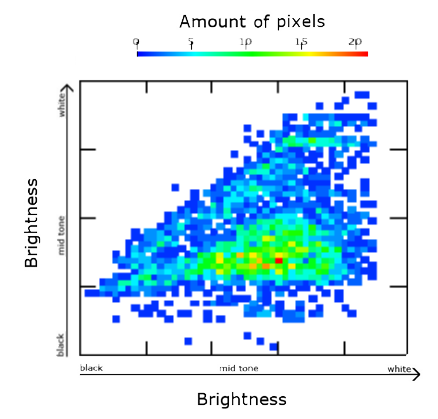 Amount of pixels
0 5 10 15 20
white
mid tone
black
Brightness
black mid tone white
Brightness